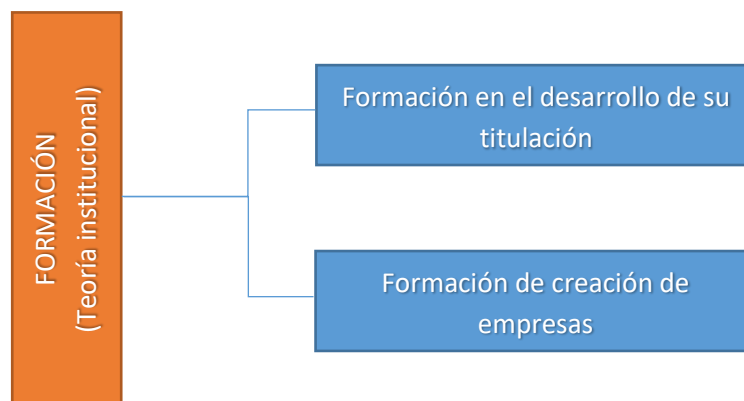 FORMACIÓN
(Teoría institucional)
Formación en el desarrollo de su
titulación
Formación de creación de
empresas